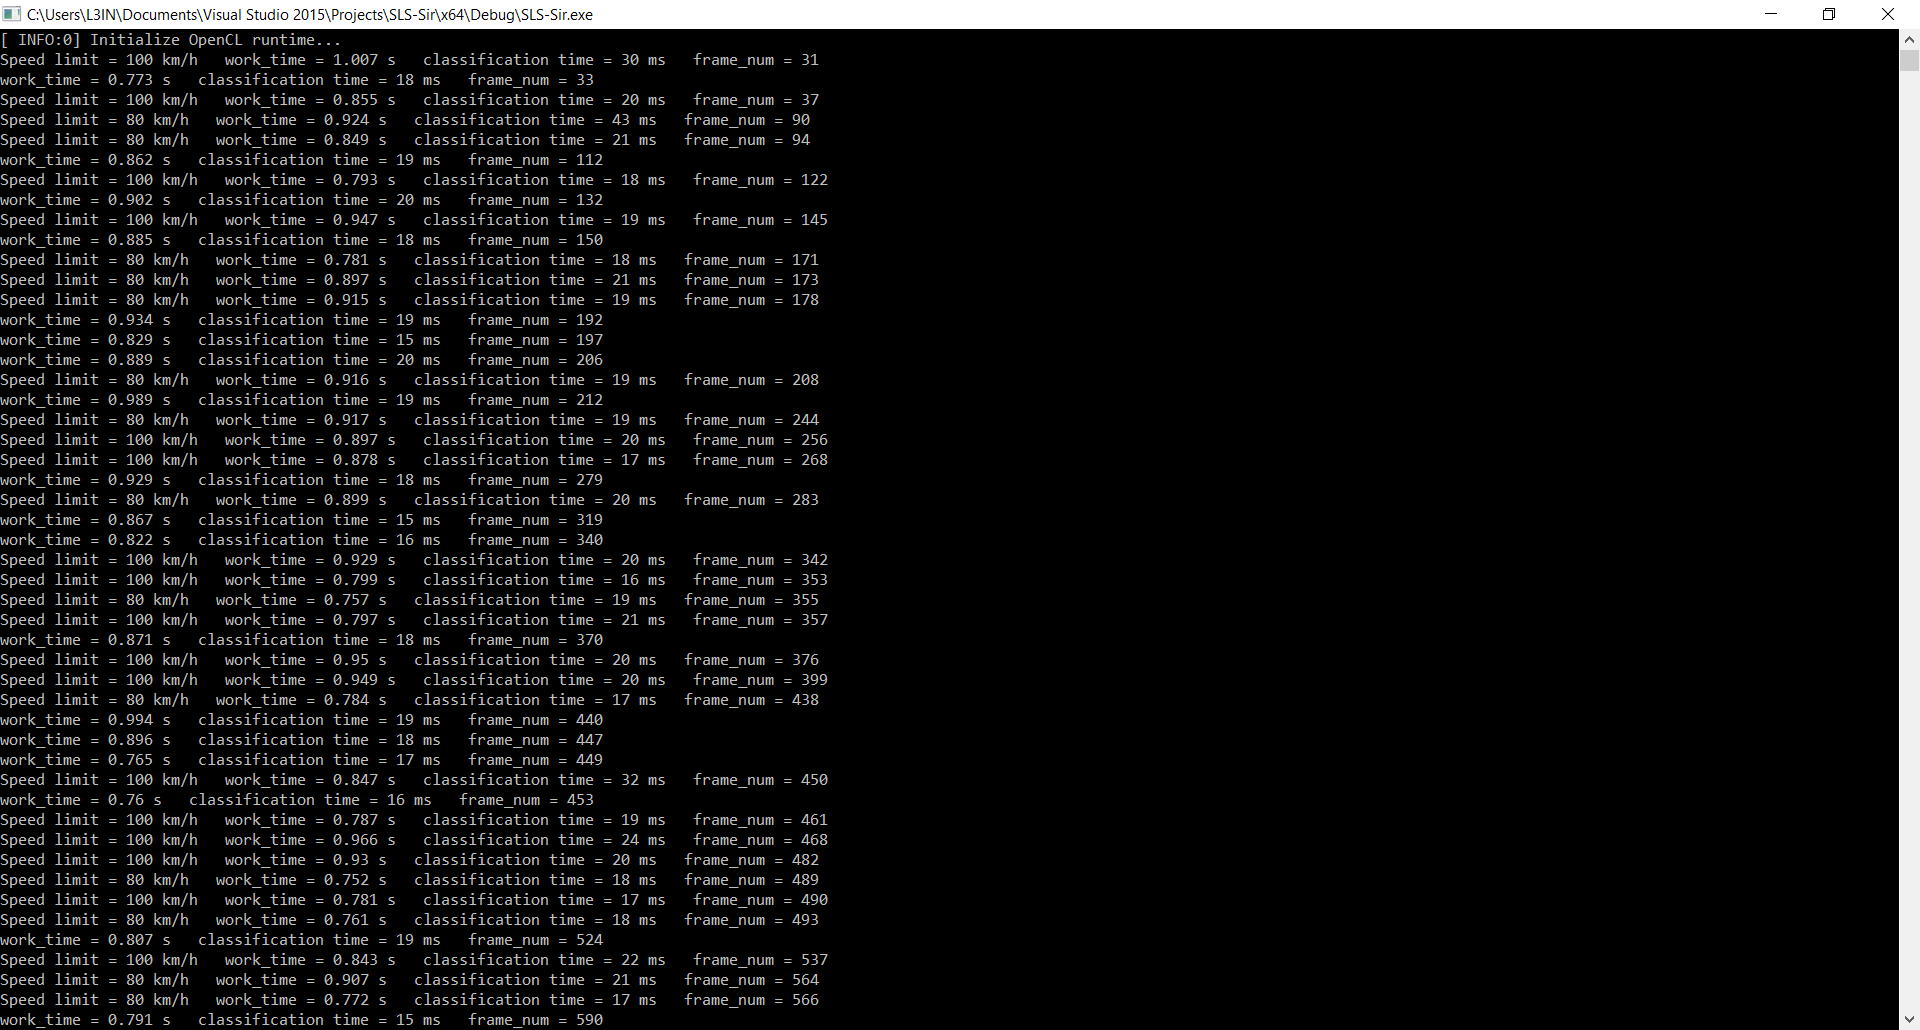 C:\Users\L3IN\Documents\Visual Studio 2015\Projects\SLS-Sir\x64\Debug\SLS-Sir.exe
[ INFO:0] Initialize OpenCL runtime...
Speed limit = 100 km/h   work_time = 1.007 s   classification time = 30 ms   frame_num = 31
work_time = 0.773 s   classification time = 18 ms   frame_num = 33
Speed limit = 100 km/h   work_time = 0.855 s   classification time = 20 ms   frame_num = 37
Speed limit = 80 km/h   work_time = 0.924 s   classification time = 43 ms   frame_num = 90
Speed limit = 80 km/h   work_time = 0.849 s   classification time = 21 ms   frame_num = 94
work_time = 0.862 s   classification time = 19 ms   frame_num = 112
Speed limit = 100 km/h   work_time = 0.793 s   classification time = 18 ms   frame_num = 122
work_time = 0.902 s   classification time = 20 ms   frame_num = 132
Speed limit = 100 km/h   work_time = 0.947 s   classification time = 19 ms   frame_num = 145
work_time = 0.885 s   classification time = 18 ms   frame_num = 150
Speed limit = 80 km/h   work_time = 0.781 s   classification time = 18 ms   frame_num = 171
Speed limit = 80 km/h   work_time = 0.897 s   classification time = 21 ms   frame_num = 173
Speed limit = 80 km/h   work_time = 0.915 s   classification time = 19 ms   frame_num = 178
work_time = 0.934 s   classification time = 19 ms   frame_num = 192
work_time = 0.829 s   classification time = 15 ms   frame_num = 197
work_time = 0.889 s   classification time = 20 ms   frame_num = 206
Speed limit = 80 km/h   work_time = 0.916 s   classification time = 19 ms   frame_num = 208
work_time = 0.989 s   classification time = 19 ms   frame_num = 212
Speed limit = 80 km/h   work_time = 0.917 s   classification time = 19 ms   frame_num = 244
Speed limit = 100 km/h   work_time = 0.897 s   classification time = 20 ms   frame_num = 256
Speed limit = 100 km/h   work_time = 0.878 s   classification time = 17 ms   frame_num = 268
work_time = 0.929 s   classification time = 18 ms   frame_num = 279
Speed limit = 80 km/h   work_time = 0.899 s   classification time = 20 ms   frame_num = 283
work_time = 0.867 s   classification time = 15 ms   frame_num = 319
work_time = 0.822 s   classification time = 16 ms   frame_num = 340
Speed limit = 100 km/h   work_time = 0.929 s   classification time = 20 ms   frame_num = 342
Speed limit = 100 km/h   work_time = 0.799 s   classification time = 16 ms   frame_num = 353
Speed limit = 80 km/h   work_time = 0.757 s   classification time = 19 ms   frame_num = 355
Speed limit = 100 km/h   work_time = 0.797 s   classification time = 21 ms   frame_num = 357
work_time = 0.871 s   classification time = 18 ms   frame_num = 370
Speed limit = 100 km/h   work_time = 0.95 s   classification time = 20 ms   frame_num = 376
Speed limit = 100 km/h   work_time = 0.949 s   classification time = 20 ms   frame_num = 399
Speed limit = 80 km/h   work_time = 0.784 s   classification time = 17 ms   frame_num = 438
work_time = 0.994 s   classification time = 19 ms   frame_num = 440
work_time = 0.896 s   classification time = 18 ms   frame_num = 447
work_time = 0.765 s   classification time = 17 ms   frame_num = 449
Speed limit = 100 km/h   work_time = 0.847 s   classification time = 32 ms   frame_num = 450
work_time = 0.76 s   classification time = 16 ms   frame_num = 453
Speed limit = 100 km/h   work_time = 0.787 s   classification time = 19 ms   frame_num = 461
Speed limit = 100 km/h   work_time = 0.966 s   classification time = 24 ms   frame_num = 468
Speed limit = 100 km/h   work_time = 0.93 s   classification time = 20 ms   frame_num = 482
Speed limit = 80 km/h   work_time = 0.752 s   classification time = 18 ms   frame_num = 489
Speed limit = 100 km/h   work_time = 0.781 s   classification time = 17 ms   frame_num = 490
Speed limit = 80 km/h   work_time = 0.761 s   classification time = 18 ms   frame_num = 493
work_time = 0.807 s   classification time = 19 ms   frame_num = 524
Speed limit = 100 km/h   work_time = 0.843 s   classification time = 22 ms   frame_num = 537
Speed limit = 80 km/h   work_time = 0.907 s   classification time = 21 ms   frame_num = 564
Speed limit = 80 km/h   work_time = 0.772 s   classification time = 17 ms   frame_num = 566
work_time = 0.791 s   classification time = 15 ms   frame_num = 590